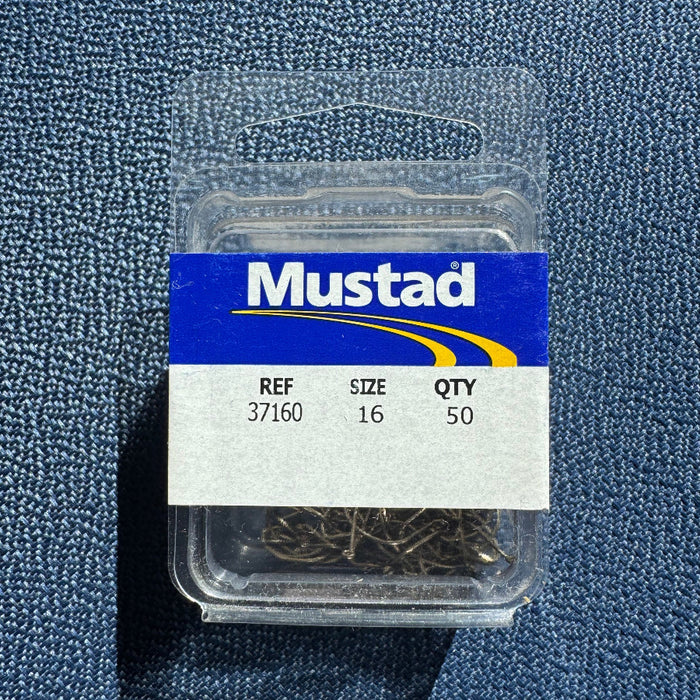 Mustad®
REF SIZE QTY
37160 16 50